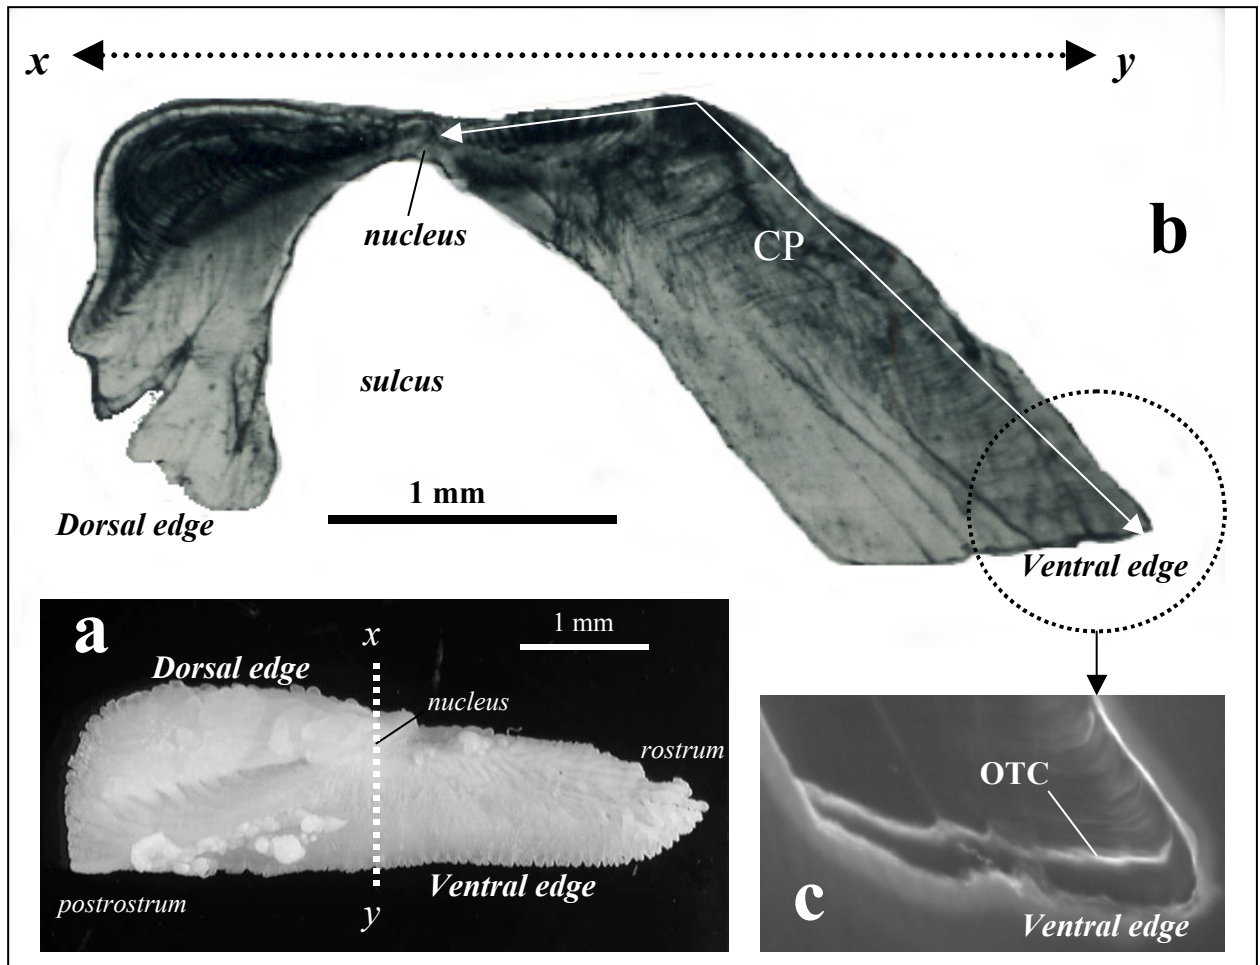 x
y
b
nucleus
CP
sulcus
1 mm
Dorsal edge
Ventral edge
a
x
1 mm
Dorsal edge
nucleus
rostrum
Ventral edge
postrostrum
y
OTC
c
Ventral edge